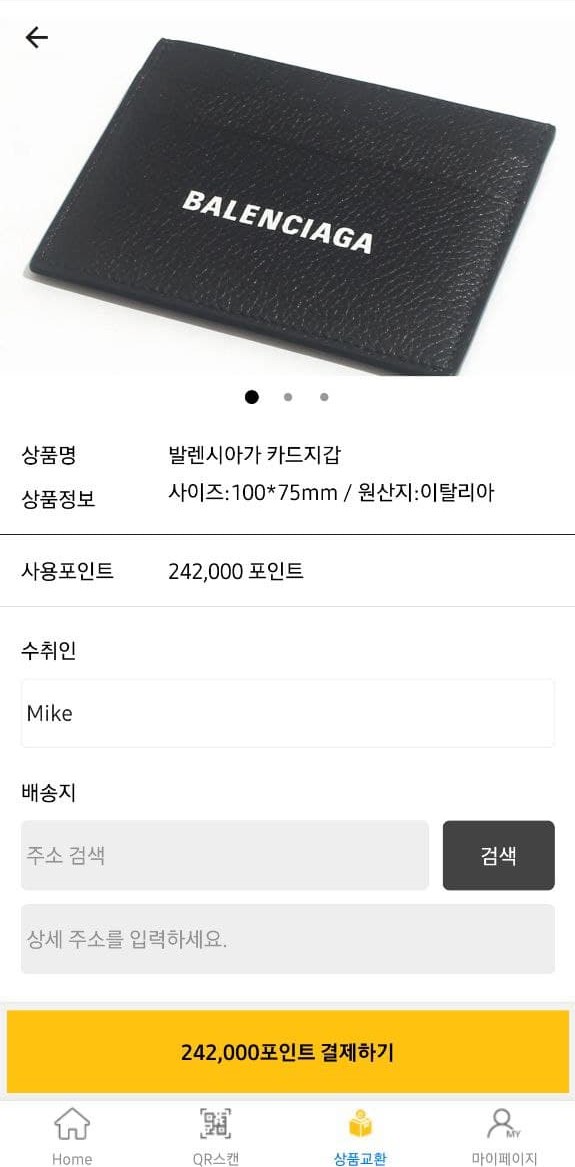 BALENCIAGA
상품명 발렌시아가 카드지갑
상품정보 사이즈:100*75mm / 원산지:이탈리아
사용포인트 242,000 포인트
수취인
Mike
배송지
주소 검색 검색
상세 주소를 입력하세요.
242,000포인트 결제하기
MY
Home QR스캔 상품교환 마이페이지